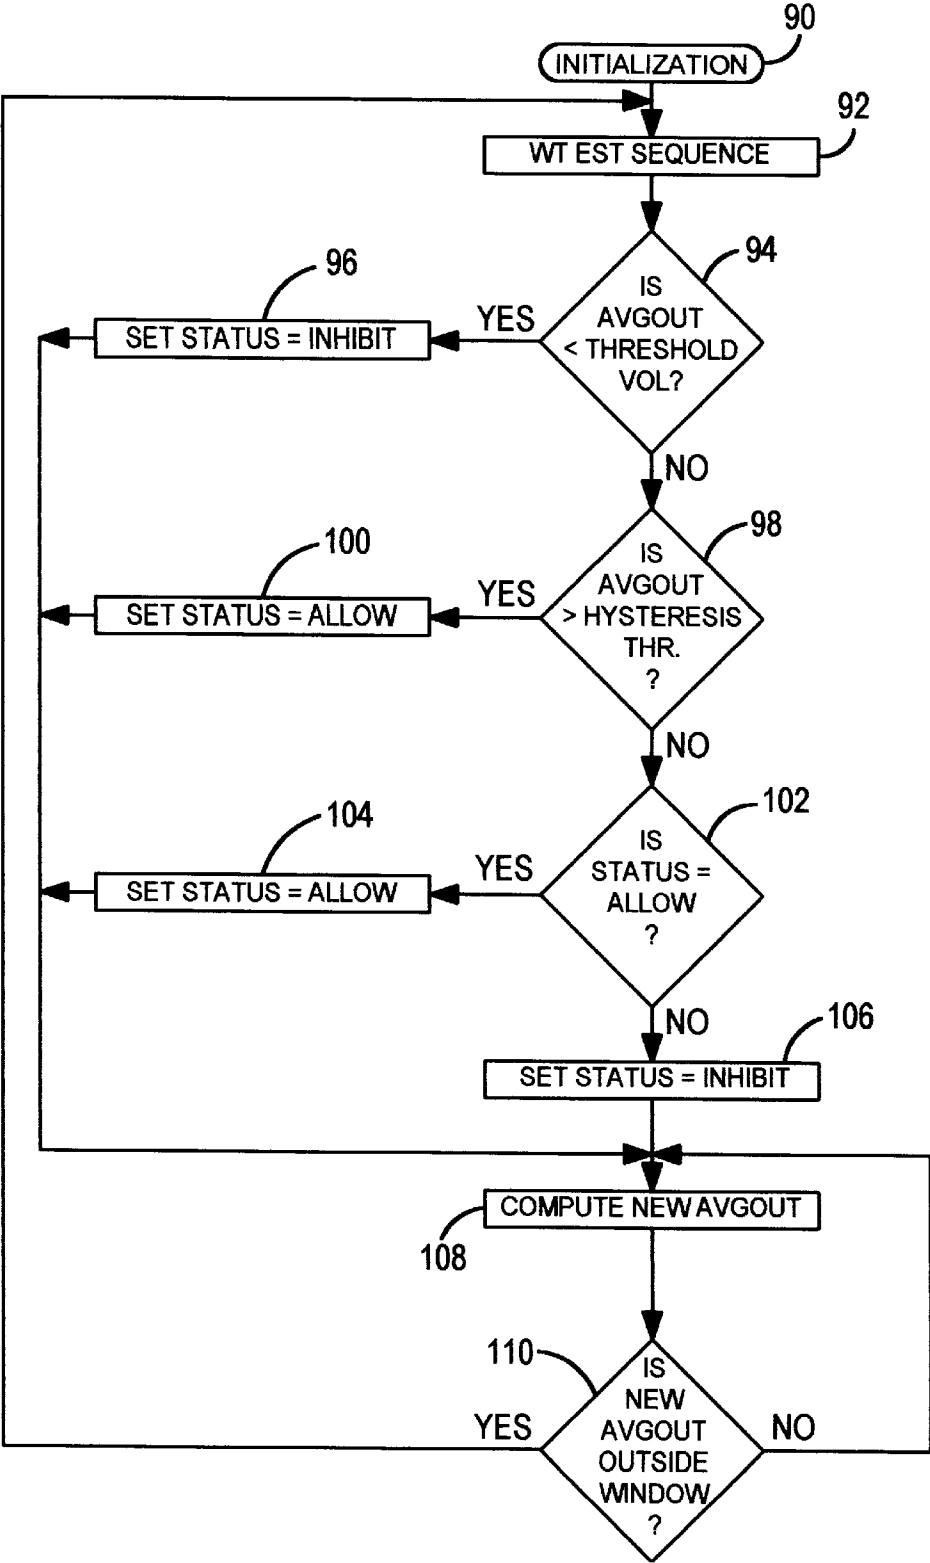 90
INITIALIZATION
92
WT EST SEQUENCE
94
IS
AVGOUT
< THRESHOLD
VOL?
YES
96
SET STATUS = INHIBIT
NO
98
IS
AVGOUT
> HYSTERESIS
THR.
?
YES
100
SET STATUS = ALLOW
NO
102
IS
STATUS =
ALLOW
?
YES
104
SET STATUS = ALLOW
NO
106
SET STATUS = INHIBIT
COMPUTE NEW AVGOUT
108
110
IS
NEW
AVGOUT
OUTSIDE
WINDOW
?
YES
NO